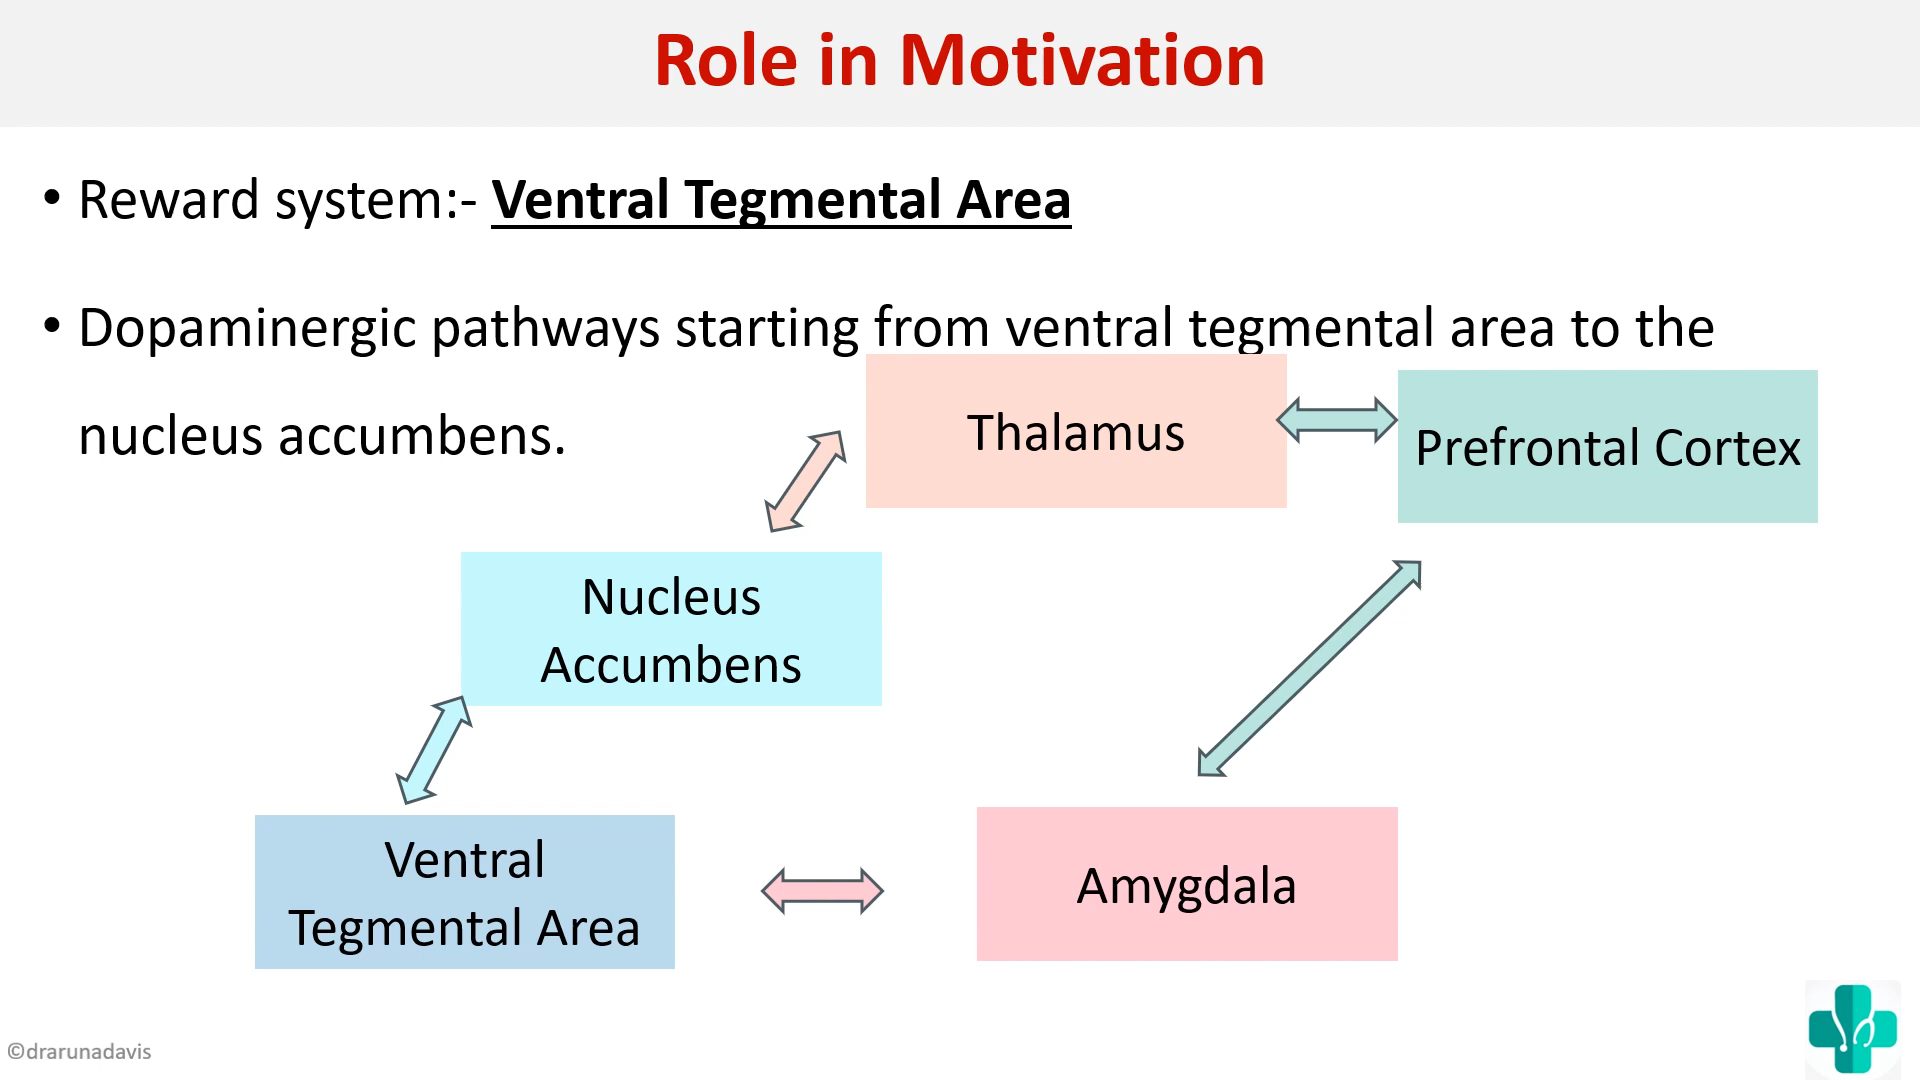 Role in Motivation
• Reward system:- Ventral Tegmental Area
• Dopaminergic pathways starting from ventral tegmental area to the
nucleus accumbens.
Thalamus
Prefrontal Cortex
Nucleus
Accumbens
Ventral
Tegmental Area
Amygdala
©drarunadavis